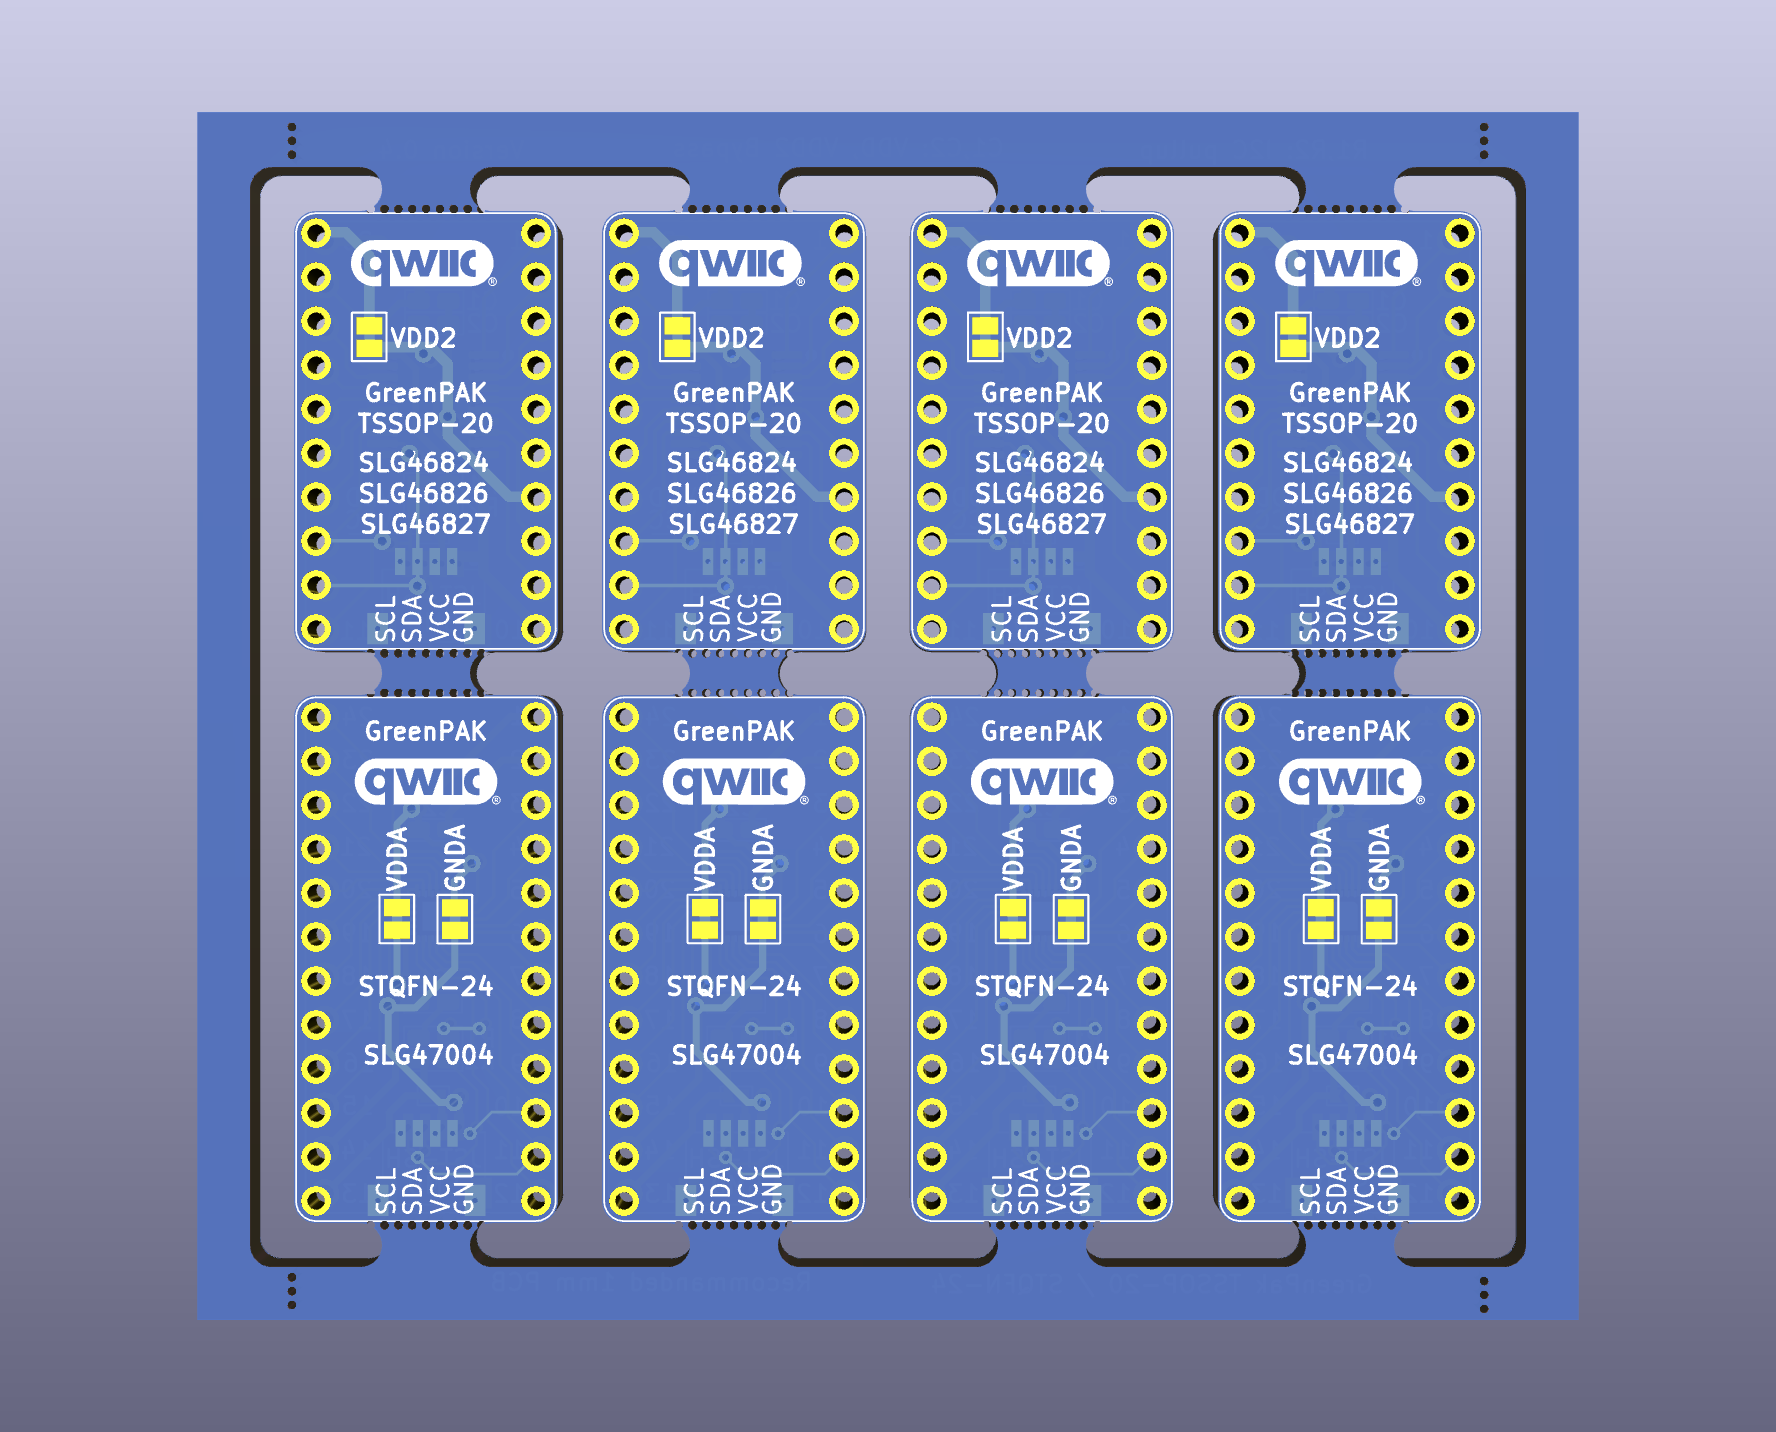 qwiic®
VDD2
GreenPAK
TSSOP-20
SLG46824
SLG46826
SLG46827
SCL
SDA
VCC
GND
qwiic®
VDD2
GreenPAK
TSSOP-20
SLG46824
SLG46826
SLG46827
SCL
SDA
VCC
GND
qwiic®
VDD2
GreenPAK
TSSOP-20
SLG46824
SLG46826
SLG46827
SCL
SDA
VCC
GND
qwiic®
VDD2
GreenPAK
TSSOP-20
SLG46824
SLG46826
SLG46827
SCL
SDA
VCC
GND
GreenPAK
qwiic®
VDDA
GNDA
STQFN-24
SLG47004
SCL
SDA
VCC
GND
GreenPAK
qwiic®
VDDA
GNDA
STQFN-24
SLG47004
SCL
SDA
VCC
GND
GreenPAK
qwiic®
VDDA
GNDA
STQFN-24
SLG47004
SCL
SDA
VCC
GND
GreenPAK
qwiic®
VDDA
GNDA
STQFN-24
SLG47004
SCL
SDA
VCC
GND